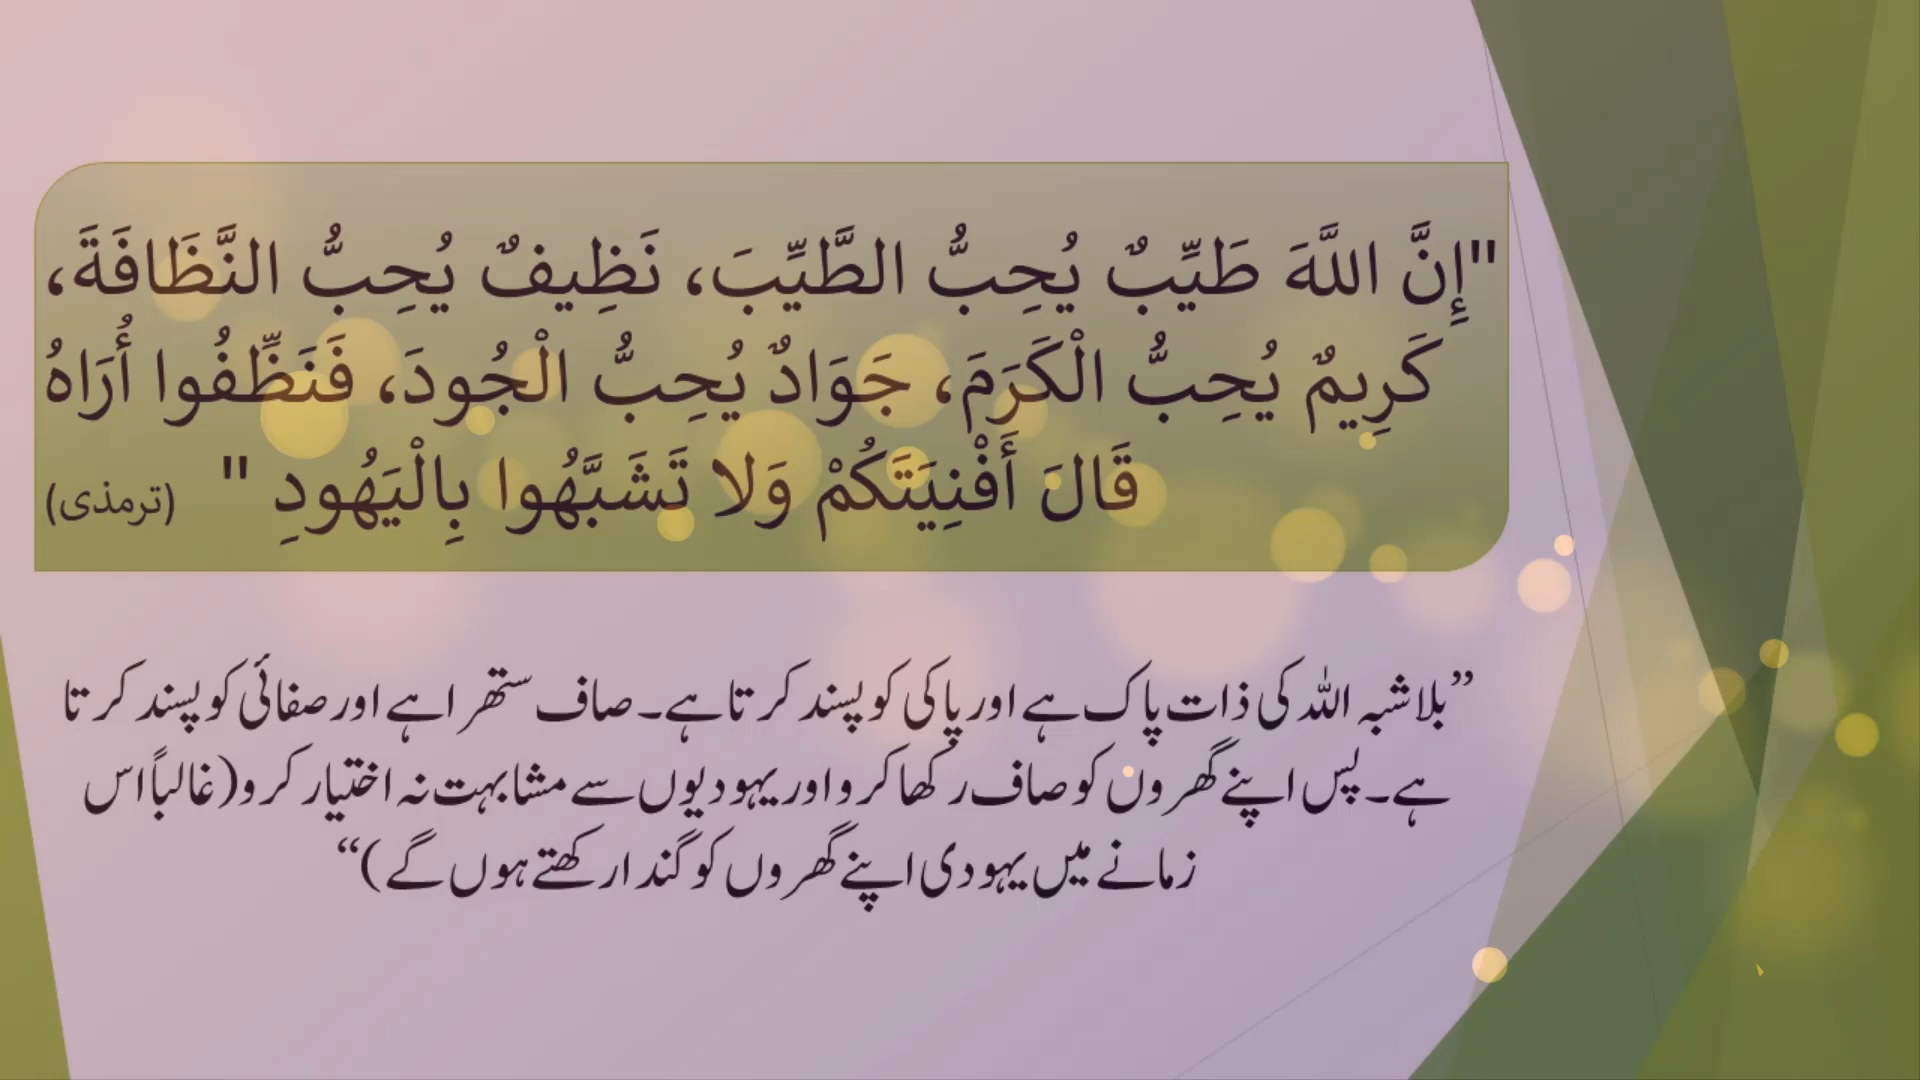 "إِنَّ اللَّهَ طَيِّبٌ يُحِبُّ الطَّيِّبَ، نَظِيفٌ يُحِبُّ النَّظَافَةَ،
كَرِيمٌ يُحِبُّ الْكَرَمَ، جَوَادٌ يُحِبُّ الْجُودَ، فَنَظِّفُوا أُرَاهُ
قَالَ أَفْنِيَتَكُمْ وَلا تَشَبَّهُوا بِالْيَهُودِ " (ترمذی)
”بلاشبہ اللہ کی ذات پاک ہے اور پاکی کو پسند کرتا ہے۔ صاف ستھرا ہے اور صفائی کو پسند کرتا
ہے۔ پس اپنے گھروں کو صاف رکھا کرو اور یہودیوں سے مشابہت نہ اختیار کرو (غالباً اس
زمانے میں یہودی اپنے گھروں کو گندا رکھتے ہوں گے)“